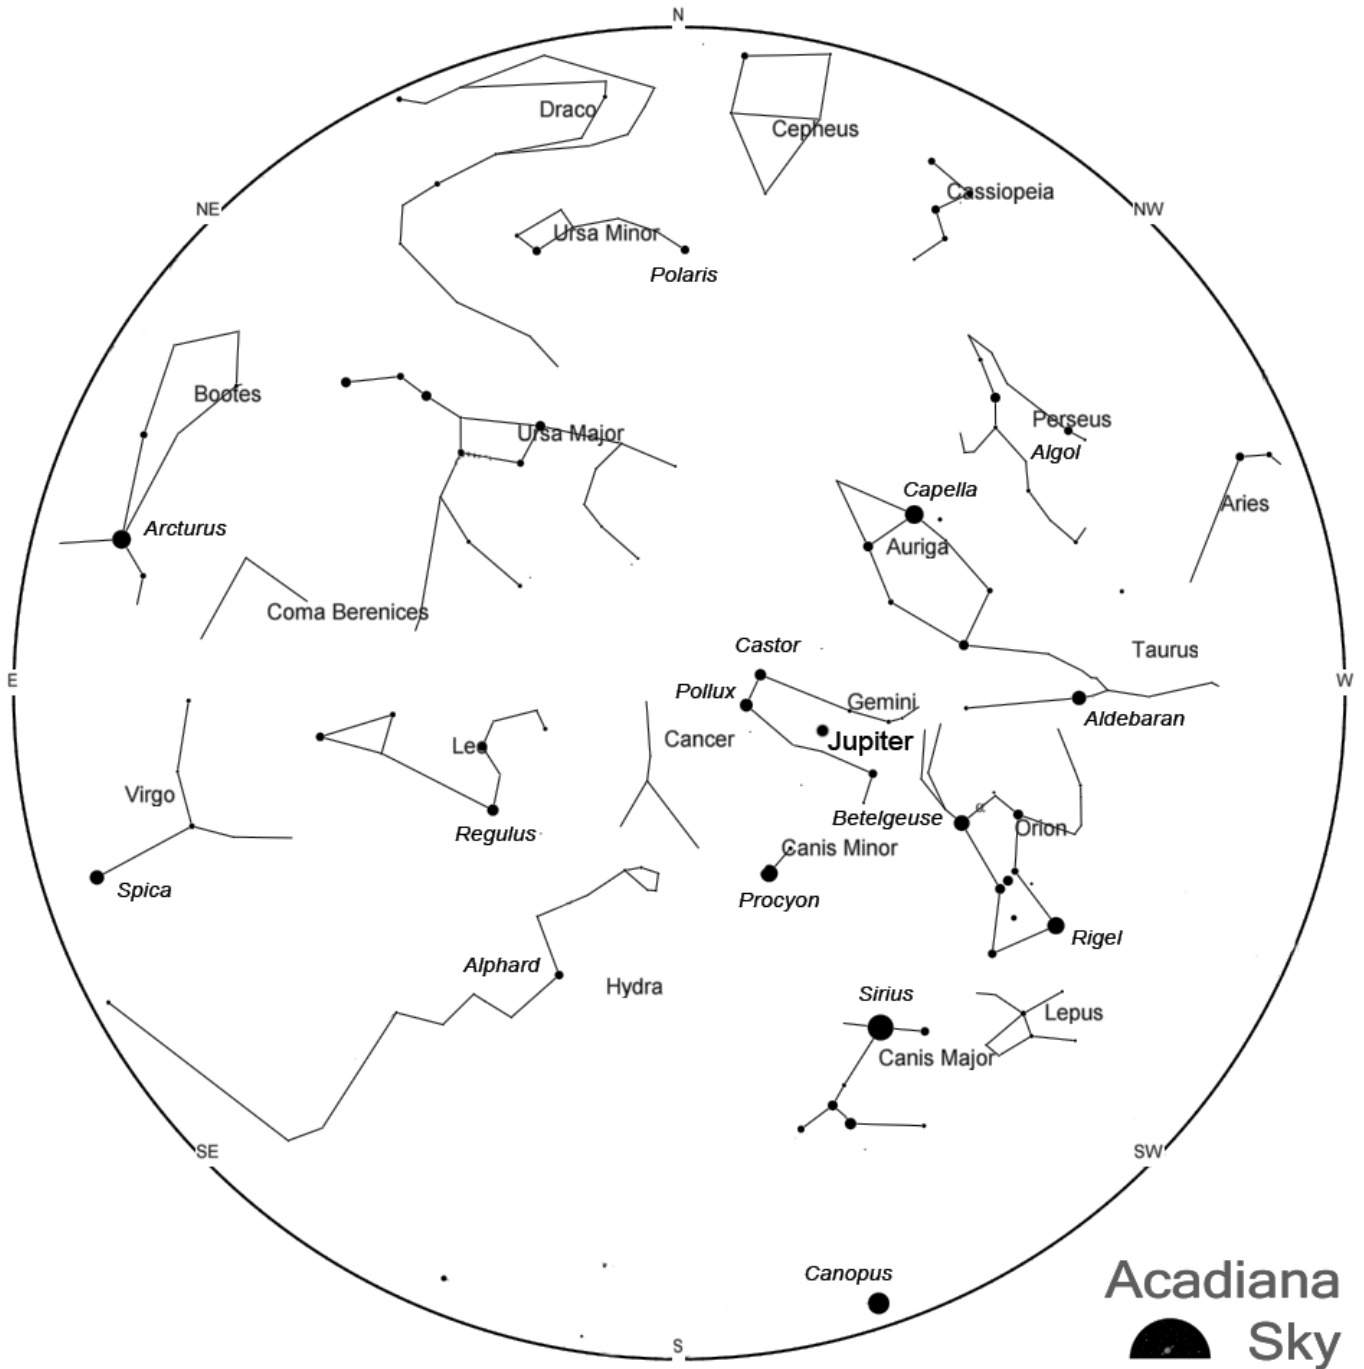 N
Draco
Cepheus
Cassiopeia
NE
NW
Ursa Minor
Polaris
Bootes
Ursa Major
Perseus
Algol
Capella
Aries
Arcturus
Auriga
Coma Berenices
Castor
Taurus
E
W
Pollux
Gemini
Aldebaran
Leo
Cancer
Jupiter
Virgo
α
Betelgeuse
Orion
Regulus
Canis Minor
Spica
Procyon
Rigel
Alphard
Hydra
Sirius
Lepus
Canis Major
SE
SW
Canopus
S
Acadiana
Sky